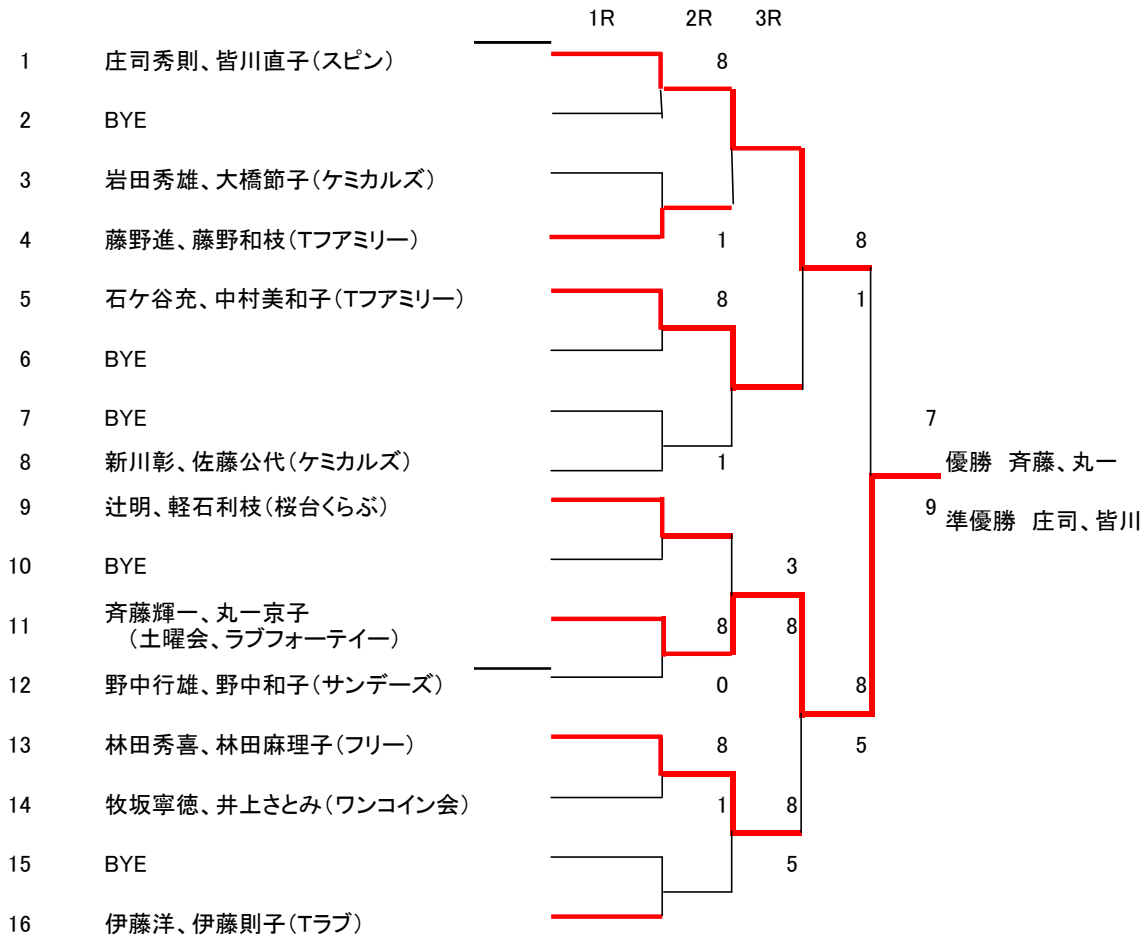 1R 2R 3R
1 庄司秀則、皆川直子(スピン) 8
2 BYE
3 岩田秀雄、大橋節子(ケミカルズ)
4 藤野進、藤野和枝(Tフアミリー) 1 8
5 石ケ谷充、中村美和子(Tフアミリー) 8 1
6 BYE
7 BYE 7
8 新川彰、佐藤公代(ケミカルズ) 1
優勝 斉藤、丸一
9 辻明、軽石利枝(桜台くらぶ) 9
準優勝 庄司、皆川
10 BYE 3
斉藤輝一、丸一京子
11 8 8
(土曜会、ラブフォーテイー)
12 野中行雄、野中和子(サンデーズ) 0 8
13 林田秀喜、林田麻理子(フリー) 8 5
14 牧坂寧徳、井上さとみ(ワンコイン会) 1 8
15 BYE 5
16 伊藤洋、伊藤則子(Tラブ)